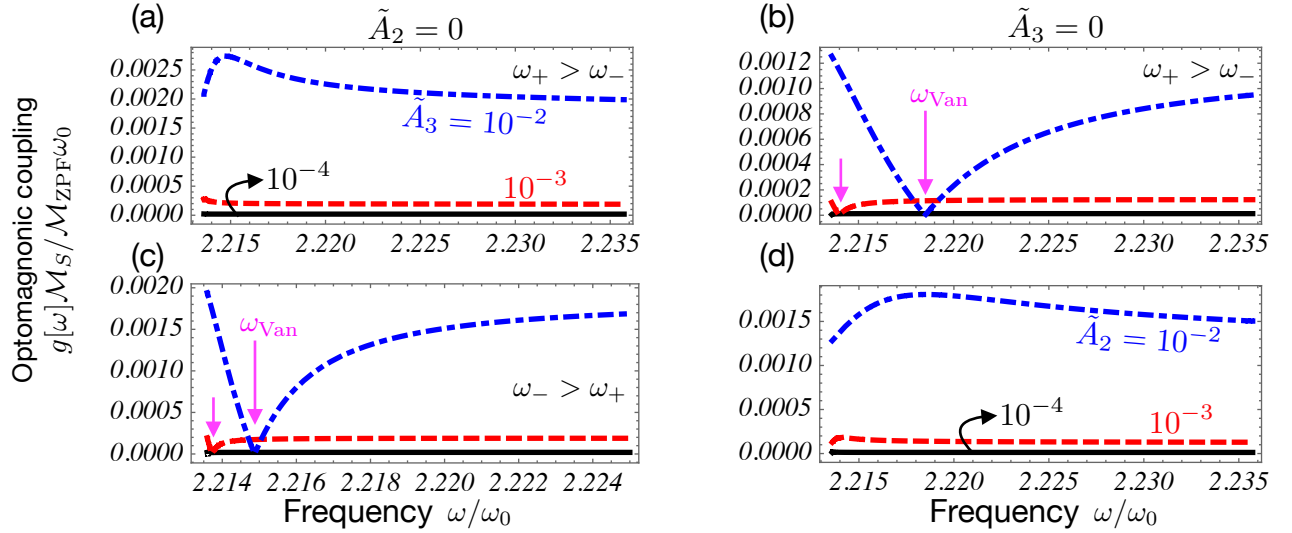 (a)
Ã₂ = 0
0.0025
0.0020
0.0015
0.0010
0.0005
0.0000
ω₊ > ω₋
Ã₃ = 10⁻²
10⁻⁴
10⁻³
2.215 2.220 2.225 2.230 2.235
(b)
Ã₃ = 0
0.0012
0.0010
0.0008
0.0006
0.0004
0.0002
0.0000
ω₊ > ω₋
ω_Van
2.215 2.220 2.225 2.230 2.235
Optomagnonic coupling
g[ω]ℳ_S/ℳ_ZPF ω₀
(c)
0.0020
0.0015
0.0010
0.0005
0.0000
ω_Van
ω₋ > ω₊
2.214 2.216 2.218 2.220 2.222 2.224
Frequency ω/ω₀
(d)
0.0015
0.0010
0.0005
0.0000
Ã₂ = 10⁻²
10⁻⁴
10⁻³
2.215 2.220 2.225 2.230 2.235
Frequency ω/ω₀